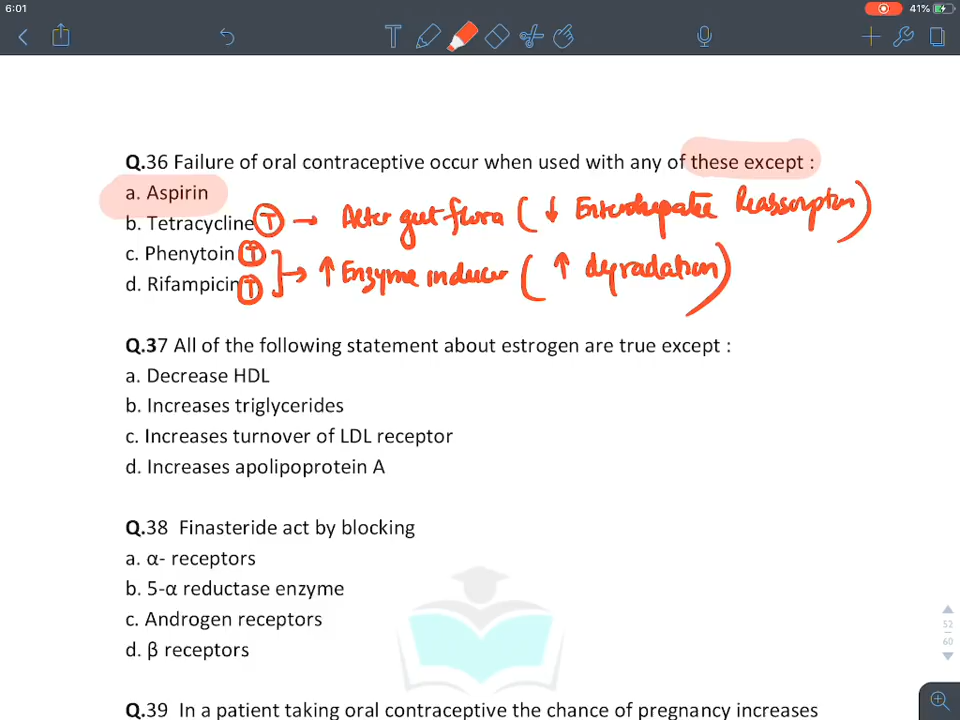 6:01
41%
Q.36 Failure of oral contraceptive occur when used with any of these except :
a. Aspirin
b. Tetracycline T → Alter gut flora ( ↓ Enterohepatic Reabsorption )
c. Phenytoin T
d. Rifampicin T → ↑ Enzyme inducer ( ↑ degradation )
Q.37 All of the following statement about estrogen are true except :
a. Decrease HDL
b. Increases triglycerides
c. Increases turnover of LDL receptor
d. Increases apolipoprotein A
Q.38 Finasteride act by blocking
a. α- receptors
b. 5-α reductase enzyme
c. Androgen receptors
d. β receptors
52
60
Q.39 In a patient taking oral contraceptive the chance of pregnancy increases